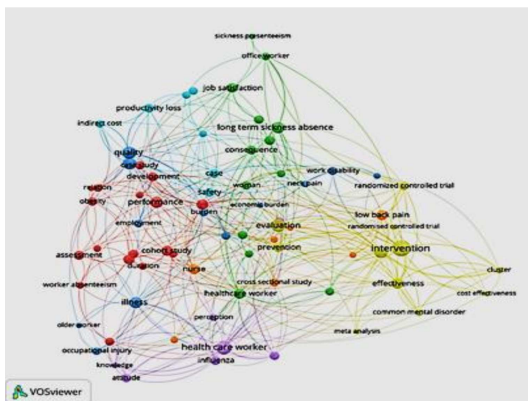 sickness presenteeism
office worker
job satisfaction
productivity loss
indirect cost
long term sickness absence
quality
consequence
case study
development
case
work disability
woman
neck pain
randomized controlled trial
relation
safety
obesity
performance
economic burden
burden
low back pain
employment
evaluation
randomised controlled trial
prevention
intervention
assessment
cohort study
duration
nurse
cluster
worker absenteeism
cross sectional study
effectiveness
cost effectiveness
healthcare worker
illness
common mental disorder
perception
older worker
meta analysis
occupational injury
health care worker
knowledge
influenza
attitude
VOSviewer